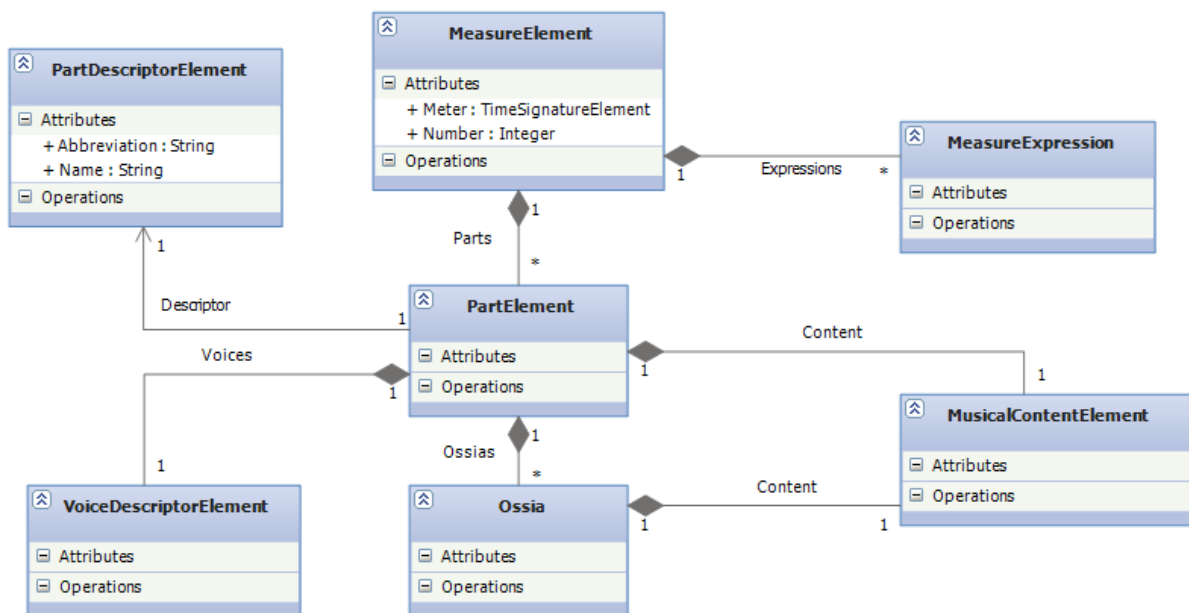 MeasureElement
Attributes
+ Meter : TimeSignatureElement
+ Number : Integer
Operations
PartDescriptorElement
Attributes
+ Abbreviation : String
+ Name : String
Operations
MeasureExpression
Attributes
Operations
1
Expressions
*
1
Parts
*
1
Descriptor
1
PartElement
Attributes
Operations
Voices
1
1
Content
1
1
MusicalContentElement
Attributes
Operations
1
Ossias
*
VoiceDescriptorElement
Attributes
Operations
Ossia
Attributes
Operations
Content
1
1